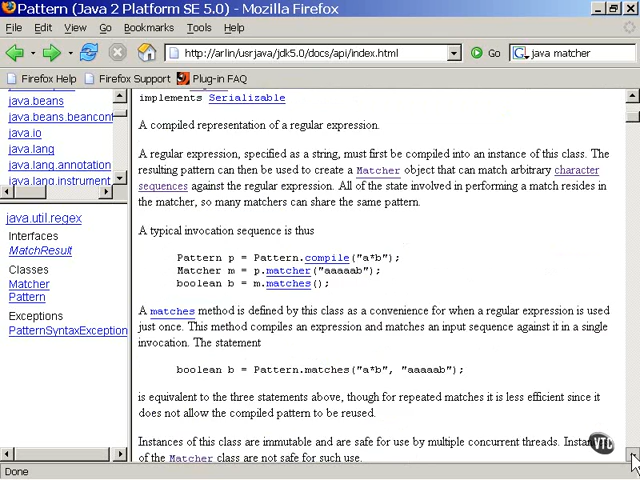 Pattern (Java 2 Platform SE 5.0) - Mozilla Firefox
File Edit View Go Bookmarks Tools Help
http://arlin/usrjava/jdk5.0/docs/api/index.html Go java matcher
Firefox Help Firefox Support Plug-in FAQ
java.beans
java.beans.beancont
java.io
java.lang
java.lang.annotation
java.lang.instrument
java.util.regex
Interfaces
MatchResult
Classes
Matcher
Pattern
Exceptions
PatternSyntaxException
implements Serializable
A compiled representation of a regular expression.
A regular expression, specified as a string, must first be compiled into an instance of this class. The
resulting pattern can then be used to create a Matcher object that can match arbitrary character
sequences against the regular expression. All of the state involved in performing a match resides in
the matcher, so many matchers can share the same pattern.
A typical invocation sequence is thus
Pattern p = Pattern.compile("a*b");
Matcher m = p.matcher("aaaaab");
boolean b = m.matches();
A matches method is defined by this class as a convenience for when a regular expression is used
just once. This method compiles an expression and matches an input sequence against it in a single
invocation. The statement
boolean b = Pattern.matches("a*b", "aaaaab");
is equivalent to the three statements above, though for repeated matches it is less efficient since it
does not allow the compiled pattern to be reused.
Instances of this class are immutable and are safe for use by multiple concurrent threads. Instan
of the Matcher class are not safe for such use.
VTC
Done